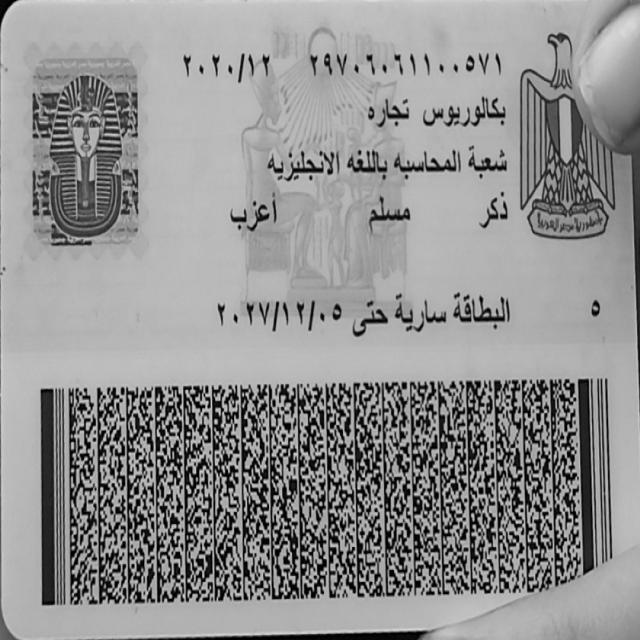 ٢٩٧٠٦٠٦١١٠٠٥٧١ ٢٠٢٠/١٢
بكالوريوس تجاره
شعبة المحاسبه باللغه الانجليزيه
ذكر مسلم أعزب
جمهورية مصر العربية
٥ البطاقة سارية حتى ٢٠٢٧/١٢/٠٥